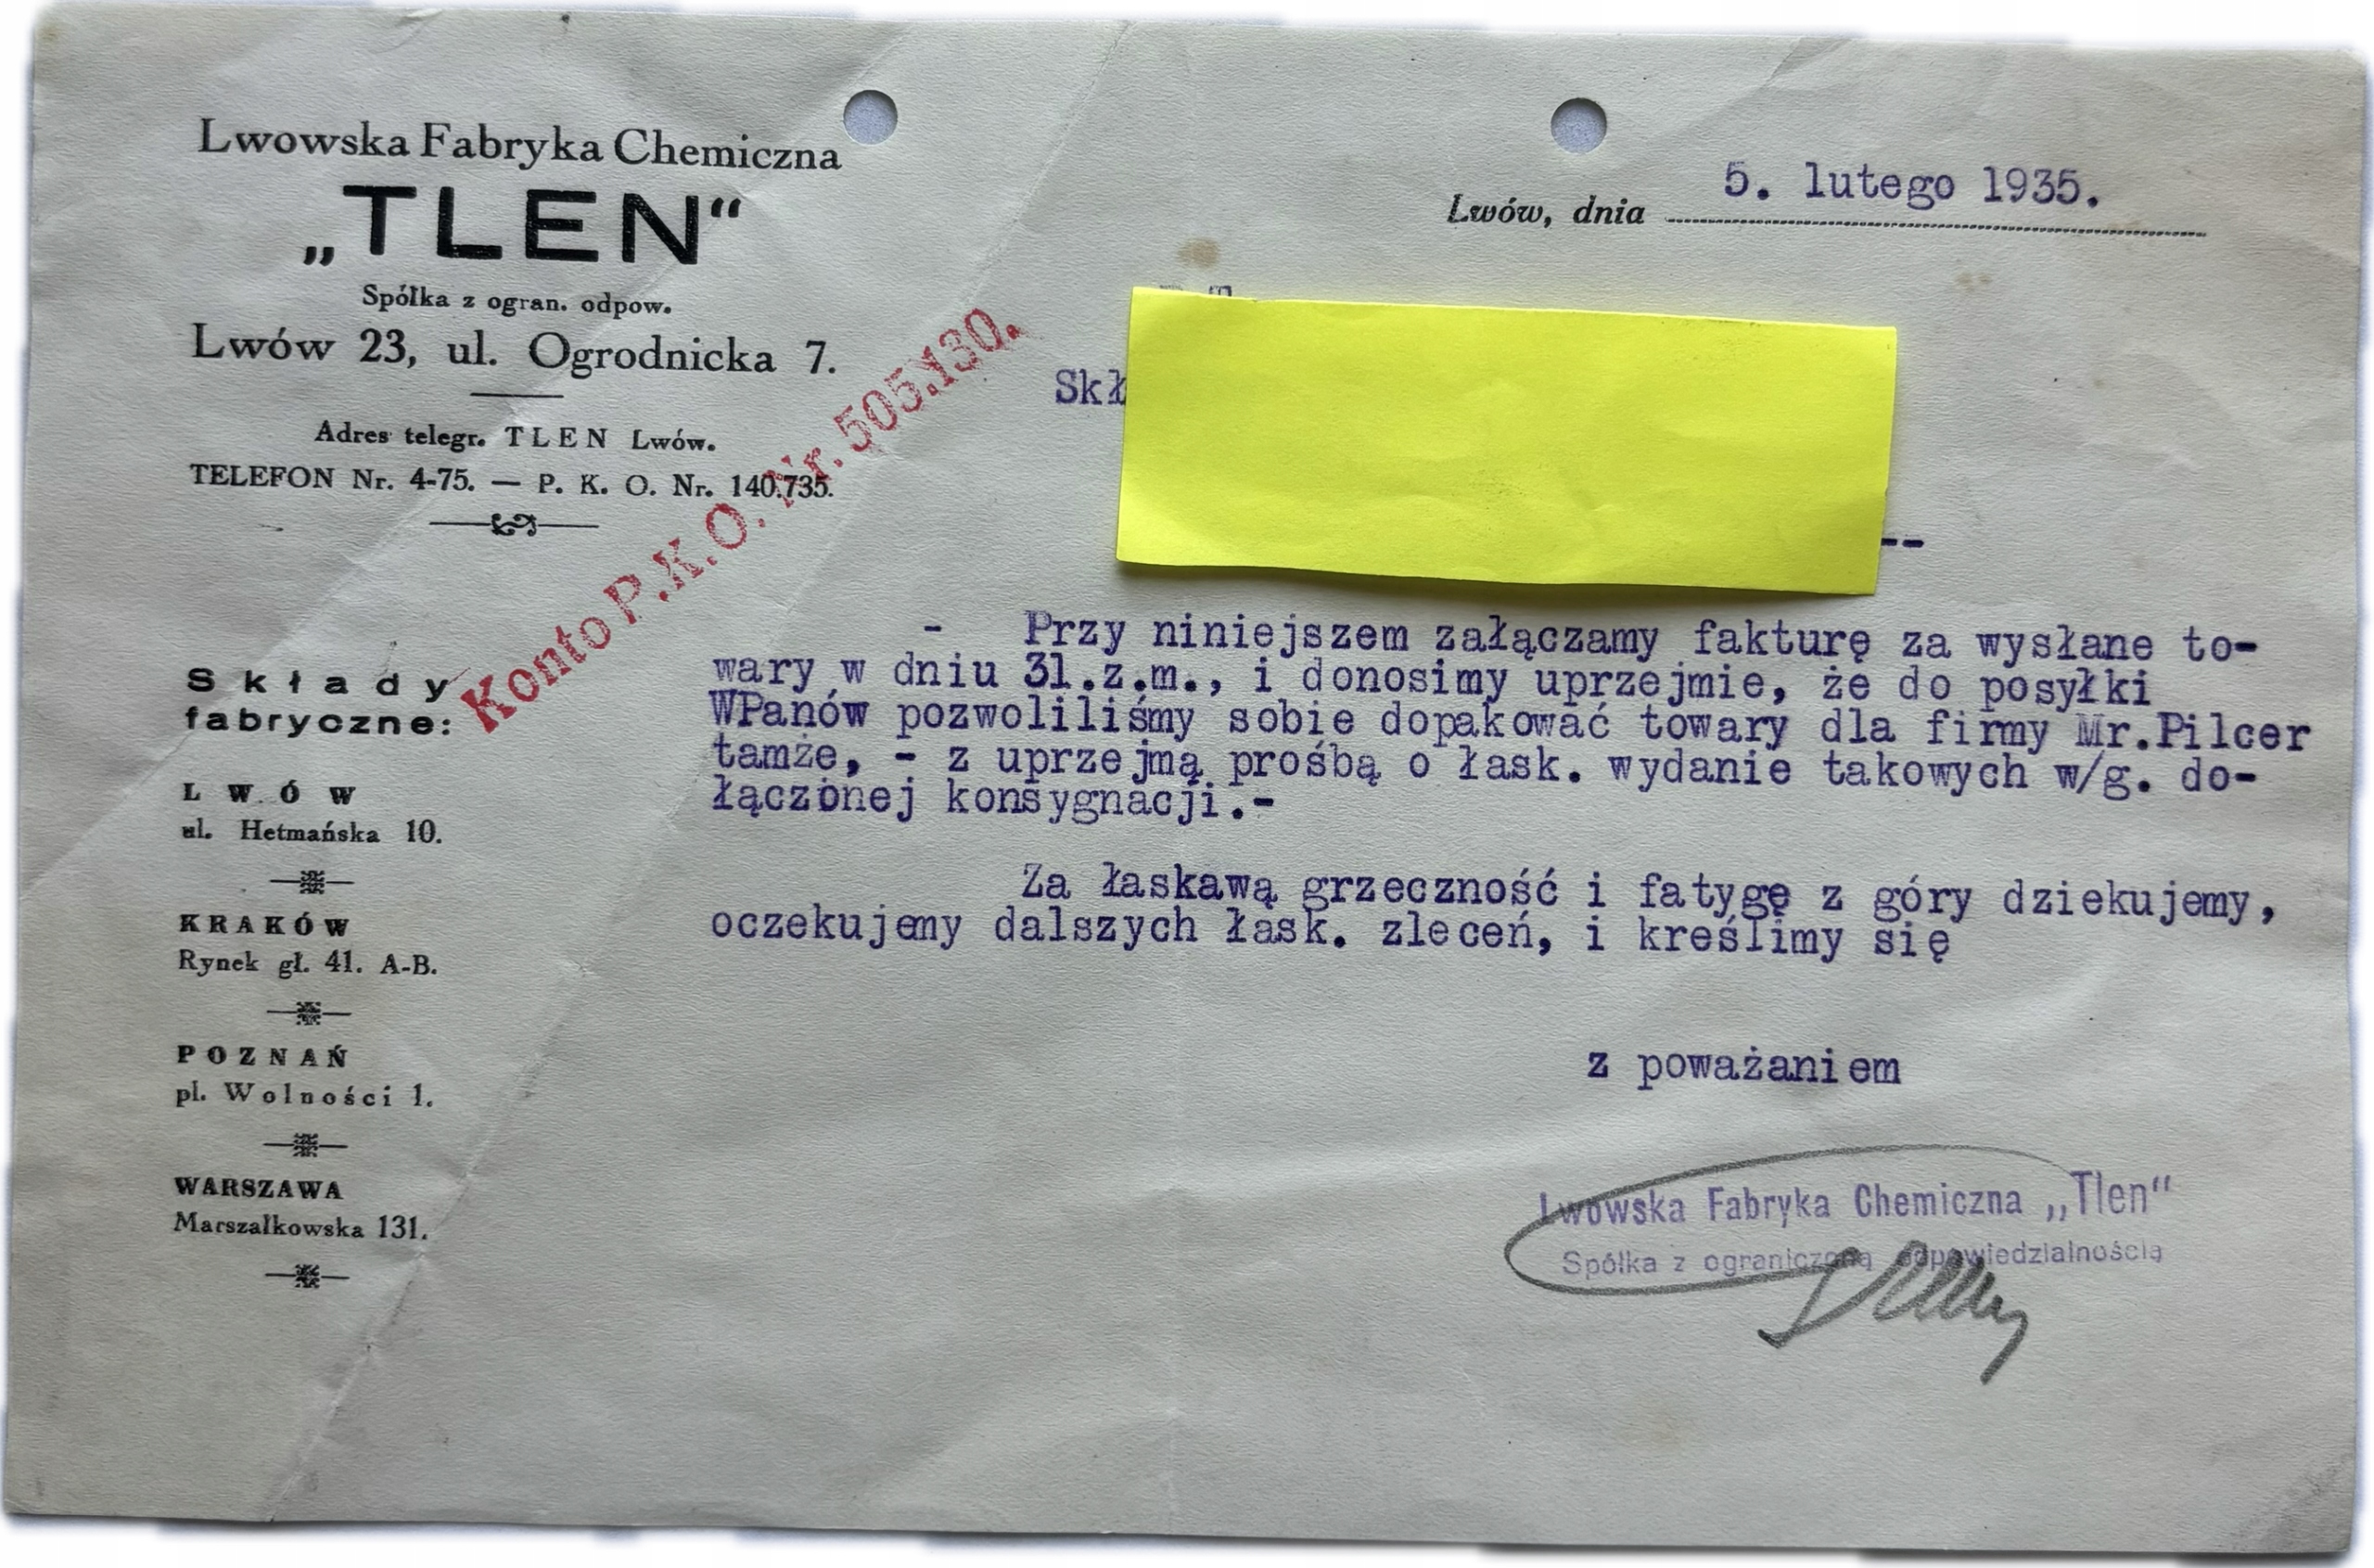 Lwowska Fabryka Chemiczna
„TLEN“
Spółka z ogran. odpow.
Lwów 23, ul. Ogrodnicka 7.
Adres telegr. TLEN Lwów.
TELEFON Nr. 4-75. — P. K. O. Nr. 140.735.
Konto P.K.O. Nr. 505.130.
Lwów, dnia 5. lutego 1935.
Skł
--
Składy
fabryczne:
LWÓW
ul. Hetmańska 10.
KRAKÓW
Rynek gł. 41. A-B.
POZNAŃ
pl. Wolności 1.
WARSZAWA
Marszałkowska 131.
- Przy niniejszem załączamy fakturę za wysłane to-
wary w dniu 31.z.m., i donosimy uprzejmie, że do posyłki
WPanów pozwoliliśmy sobie dopakować towary dla firmy Mr.Pilcer
tamże, - z uprzejmą prośbą o łask. wydanie takowych w/g. do-
łączonej konsygnacji.-
Za łaskawą grzeczność i fatygę z góry dziekujemy,
oczekujemy dalszych łask. zleceń, i kreślimy się
z poważaniem
Lwowska Fabryka Chemiczna „Tlen“
Spółka z ograniczoną odpowiedzialnością